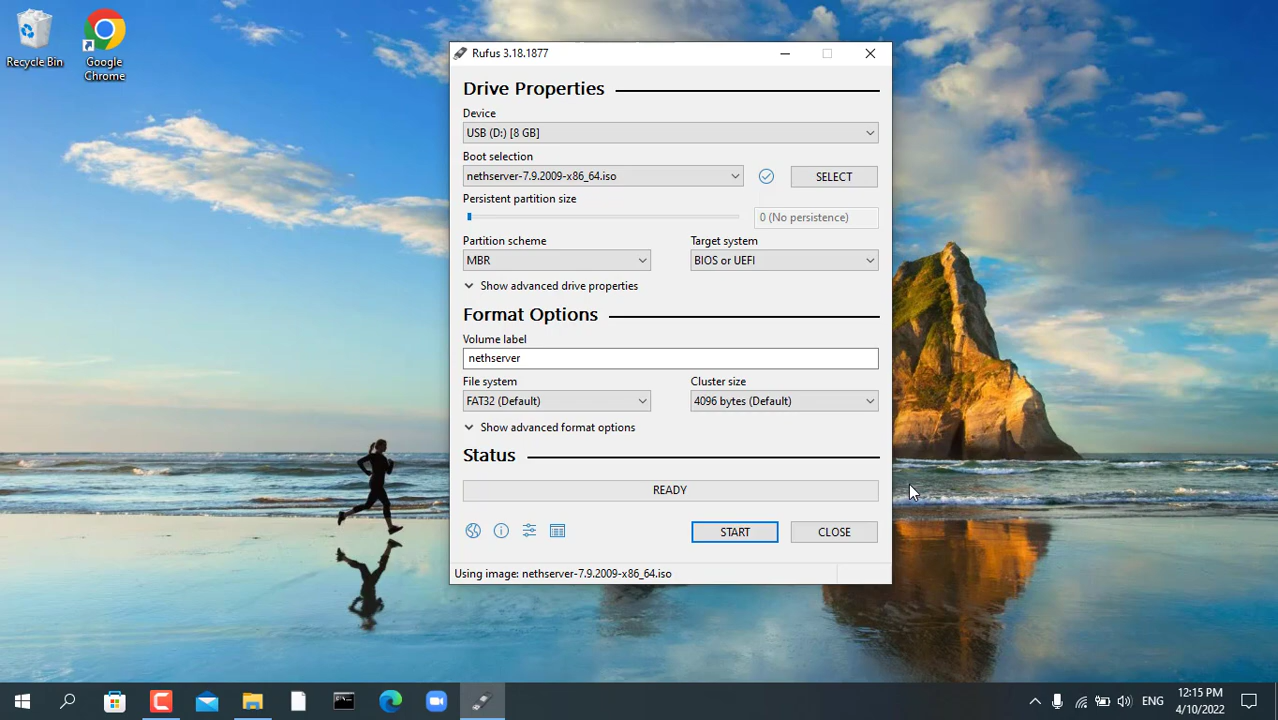 Recycle Bin
Google
Chrome
Rufus 3.18.1877
Drive Properties
Device
USB (D:) [8 GB]
Boot selection
nethserver-7.9.2009-x86_64.iso
SELECT
Persistent partition size
0 (No persistence)
Partition scheme
Target system
MBR
BIOS or UEFI
Show advanced drive properties
Format Options
Volume label
nethserver
File system
Cluster size
FAT32 (Default)
4096 bytes (Default)
Show advanced format options
Status
READY
START
CLOSE
Using image: nethserver-7.9.2009-x86_64.iso
ENG
12:15 PM
4/10/2022